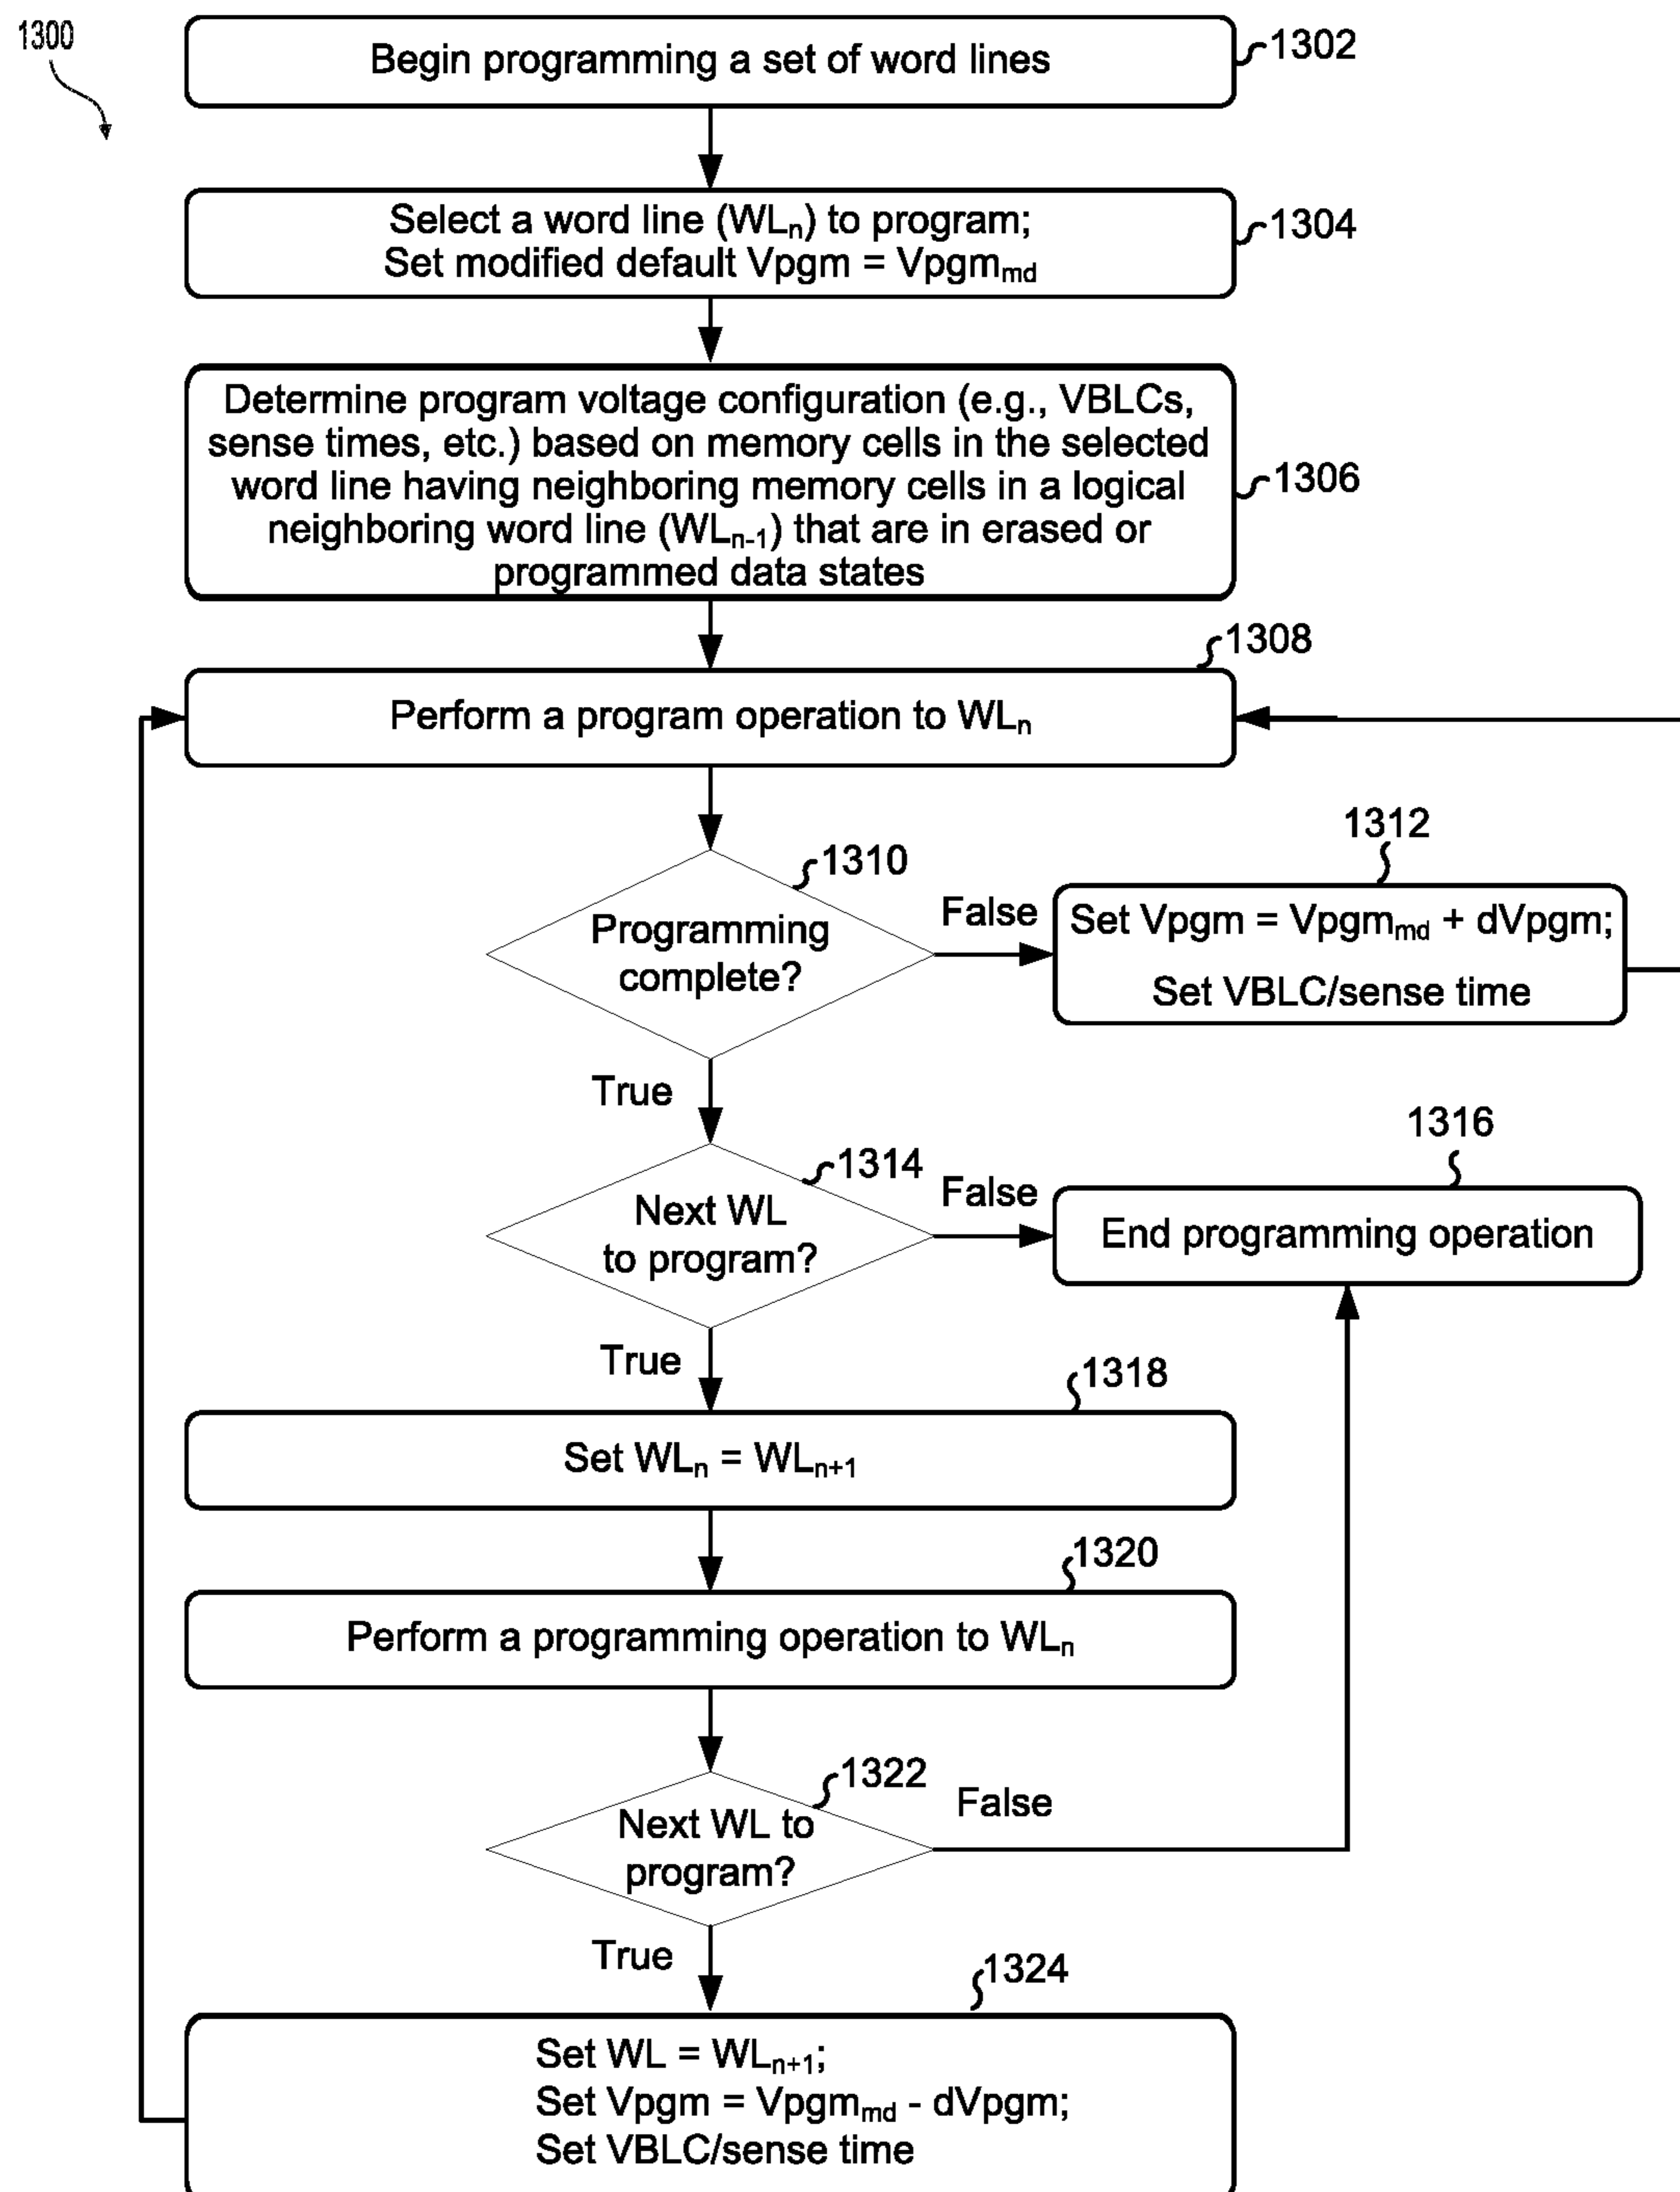 1300
Begin programming a set of word lines
1302
Select a word line (WLn) to program;
Set modified default Vpgm = Vpgmmd
1304
Determine program voltage configuration (e.g., VBLCs,
sense times, etc.) based on memory cells in the selected
word line having neighboring memory cells in a logical
neighboring word line (WLn-1) that are in erased or
programmed data states
1306
1308
Perform a program operation to WLn
1310
Programming
complete?
False
1312
Set Vpgm = Vpgmmd + dVpgm;
Set VBLC/sense time
True
1314
Next WL
to program?
False
1316
End programming operation
True
1318
Set WLn = WLn+1
1320
Perform a programming operation to WLn
1322
Next WL to
program?
False
True
1324
Set WL = WLn+1;
Set Vpgm = Vpgmmd - dVpgm;
Set VBLC/sense time